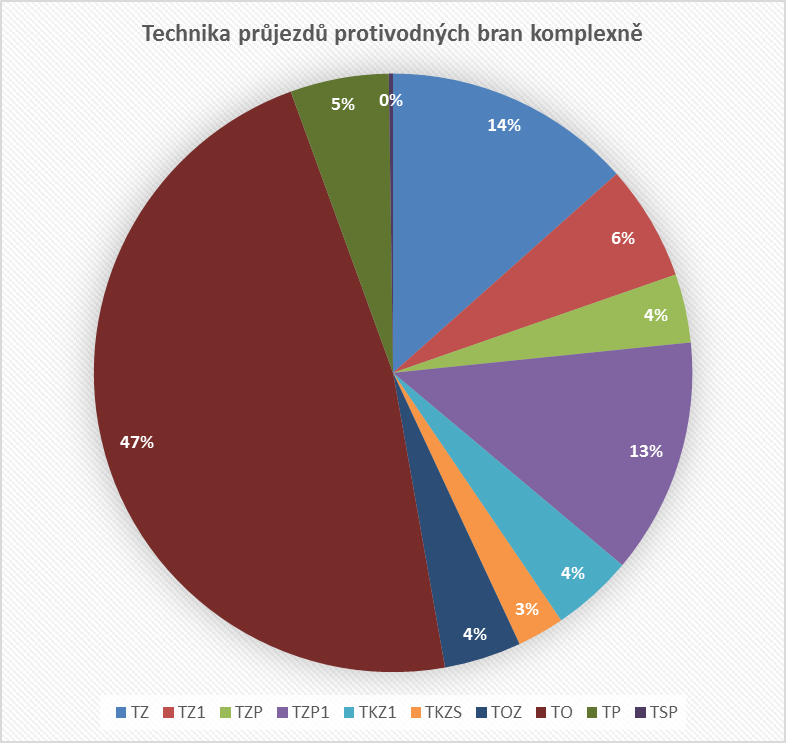 Technika průjezdů protivodných bran komplexně
5% 0% 14%
6%
4%
47% 13%
4%
3%
4%
TZ TZ1 TZP TZP1 TKZ1 TKZS TOZ TO TP TSP